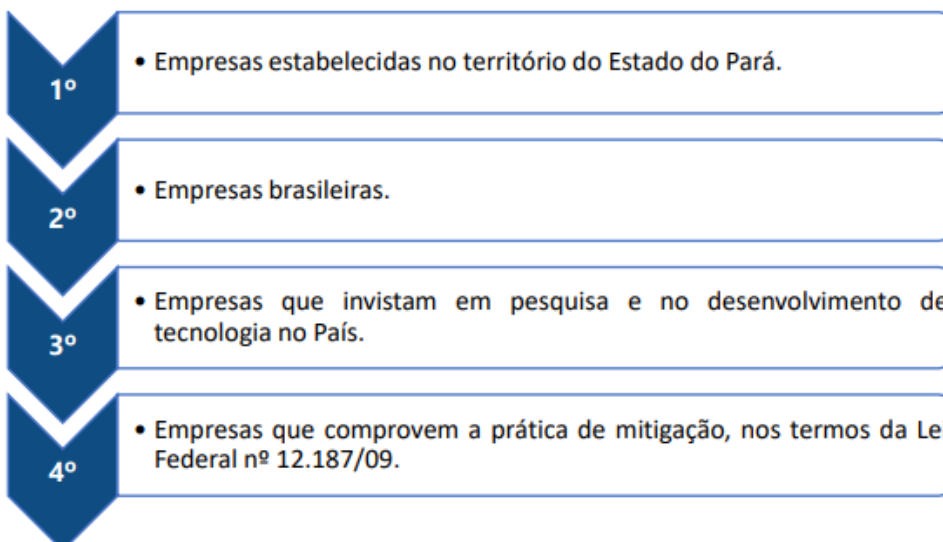 1º
• Empresas estabelecidas no território do Estado do Pará.
2º
• Empresas brasileiras.
3º
• Empresas que invistam em pesquisa e no desenvolvimento de
tecnologia no País.
4º
• Empresas que comprovem a prática de mitigação, nos termos da Le
Federal nº 12.187/09.